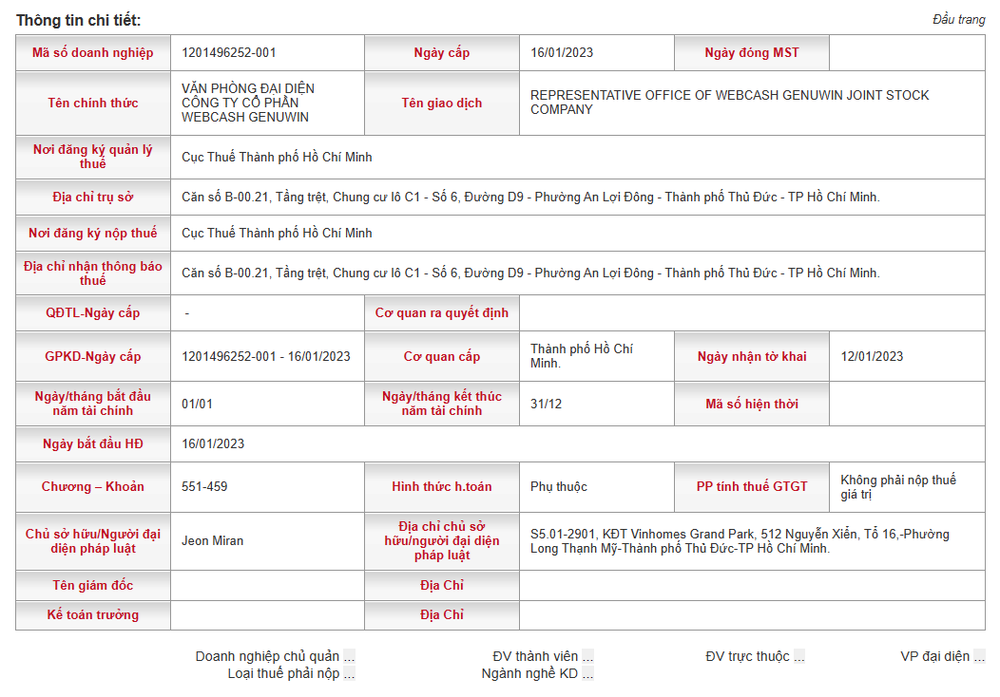 Thông tin chi tiết:
Đầu trang
Mã số doanh nghiệp
1201496252-001
Ngày cấp
16/01/2023
Ngày đóng MST
Tên chính thức
VĂN PHÒNG ĐẠI DIỆN
CÔNG TY CỔ PHẦN
WEBCASH GENUWIN
Tên giao dịch
REPRESENTATIVE OFFICE OF WEBCASH GENUWIN JOINT STOCK
COMPANY
Nơi đăng ký quản lý
thuế
Cục Thuế Thành phố Hồ Chí Minh
Địa chỉ trụ sở
Căn số B-00.21, Tầng trệt, Chung cư lô C1 - Số 6, Đường D9 - Phường An Lợi Đông - Thành phố Thủ Đức - TP Hồ Chí Minh.
Nơi đăng ký nộp thuế
Cục Thuế Thành phố Hồ Chí Minh
Địa chỉ nhận thông báo
thuế
Căn số B-00.21, Tầng trệt, Chung cư lô C1 - Số 6, Đường D9 - Phường An Lợi Đông - Thành phố Thủ Đức - TP Hồ Chí Minh.
QĐTL-Ngày cấp
-
Cơ quan ra quyết định
GPKD-Ngày cấp
1201496252-001 - 16/01/2023
Cơ quan cấp
Thành phố Hồ Chí
Minh.
Ngày nhận tờ khai
12/01/2023
Ngày/tháng bắt đầu
năm tài chính
01/01
Ngày/tháng kết thúc
năm tài chính
31/12
Mã số hiện thời
Ngày bắt đầu HĐ
16/01/2023
Chương – Khoản
551-459
Hình thức h.toán
Phụ thuộc
PP tính thuế GTGT
Không phải nộp thuế
giá trị
Chủ sở hữu/Người đại
diện pháp luật
Jeon Miran
Địa chỉ chủ sở
hữu/người đại diện
pháp luật
S5.01-2901, KĐT Vinhomes Grand Park, 512 Nguyễn Xiển, Tổ 16,-Phường
Long Thạnh Mỹ-Thành phố Thủ Đức-TP Hồ Chí Minh.
Tên giám đốc
Địa Chỉ
Kế toán trưởng
Địa Chỉ
Doanh nghiệp chủ quản ...
ĐV thành viên ...
ĐV trực thuộc ...
VP đại diện ...
Loại thuế phải nộp ...
Ngành nghề KD ...